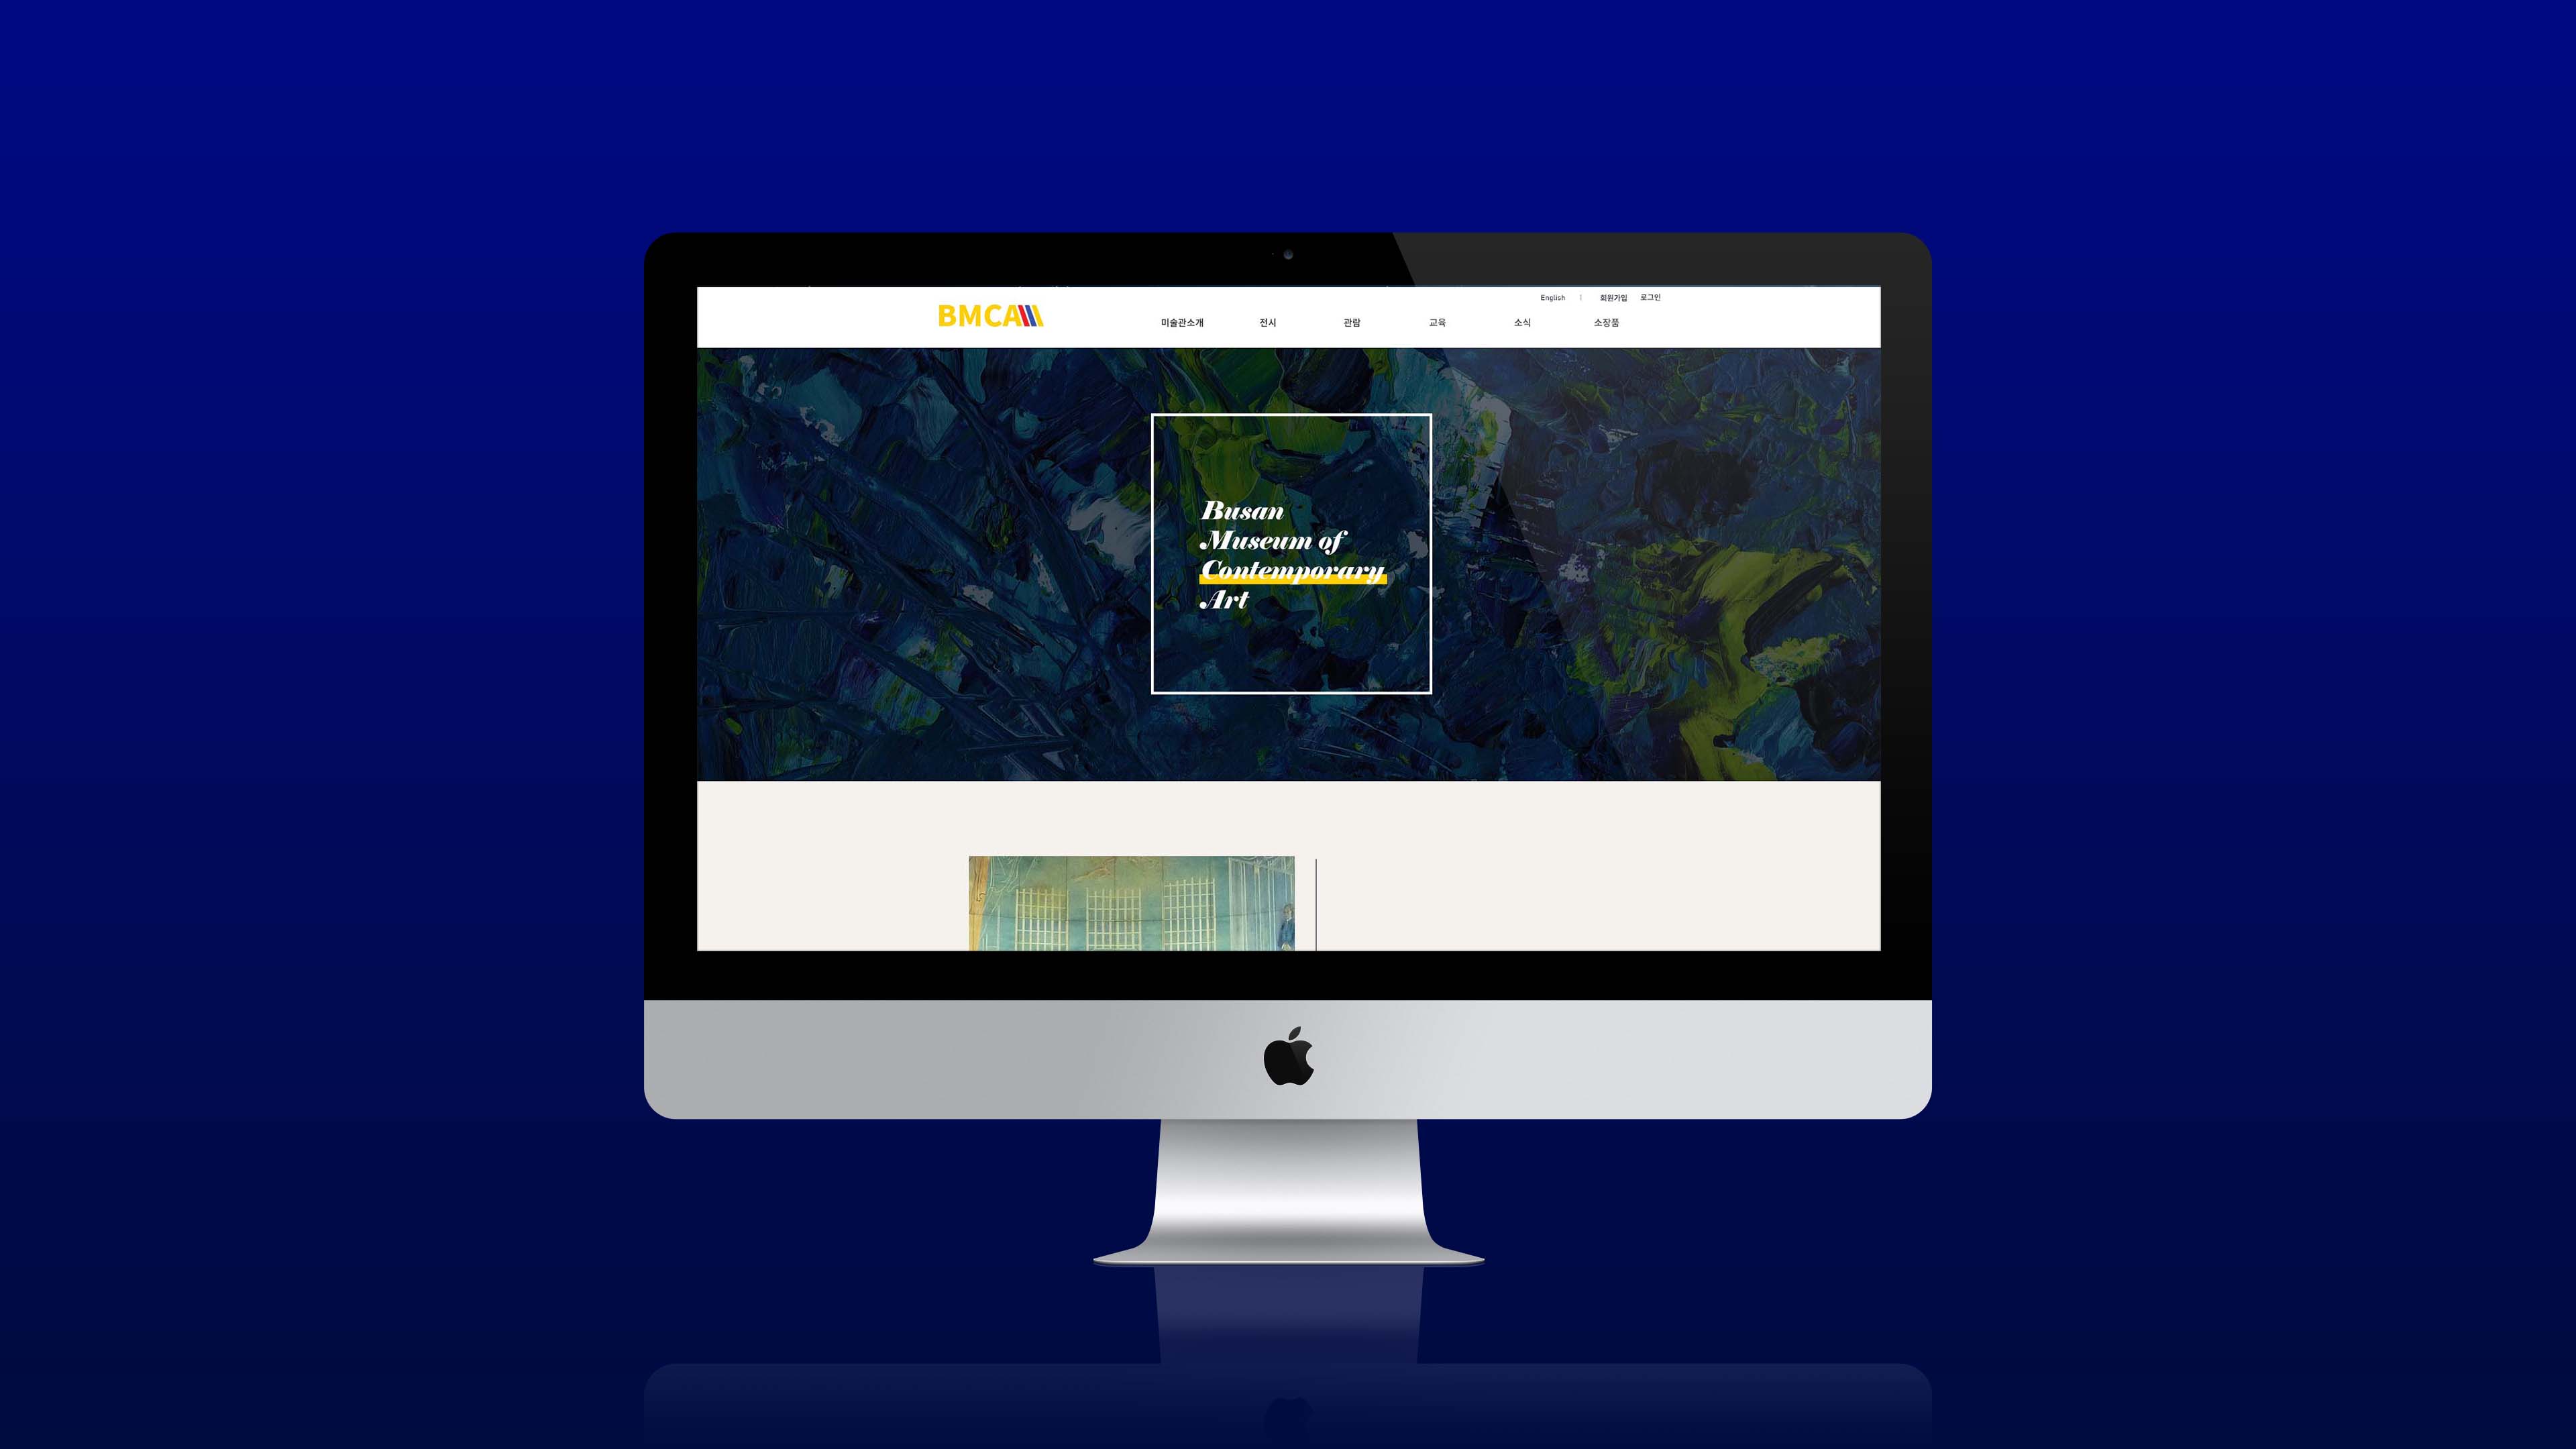 English
회원가입
로그인
BMCA
미술관소개
전시
관람
교육
소식
소장품
Busan
Museum of
Contemporary
Art